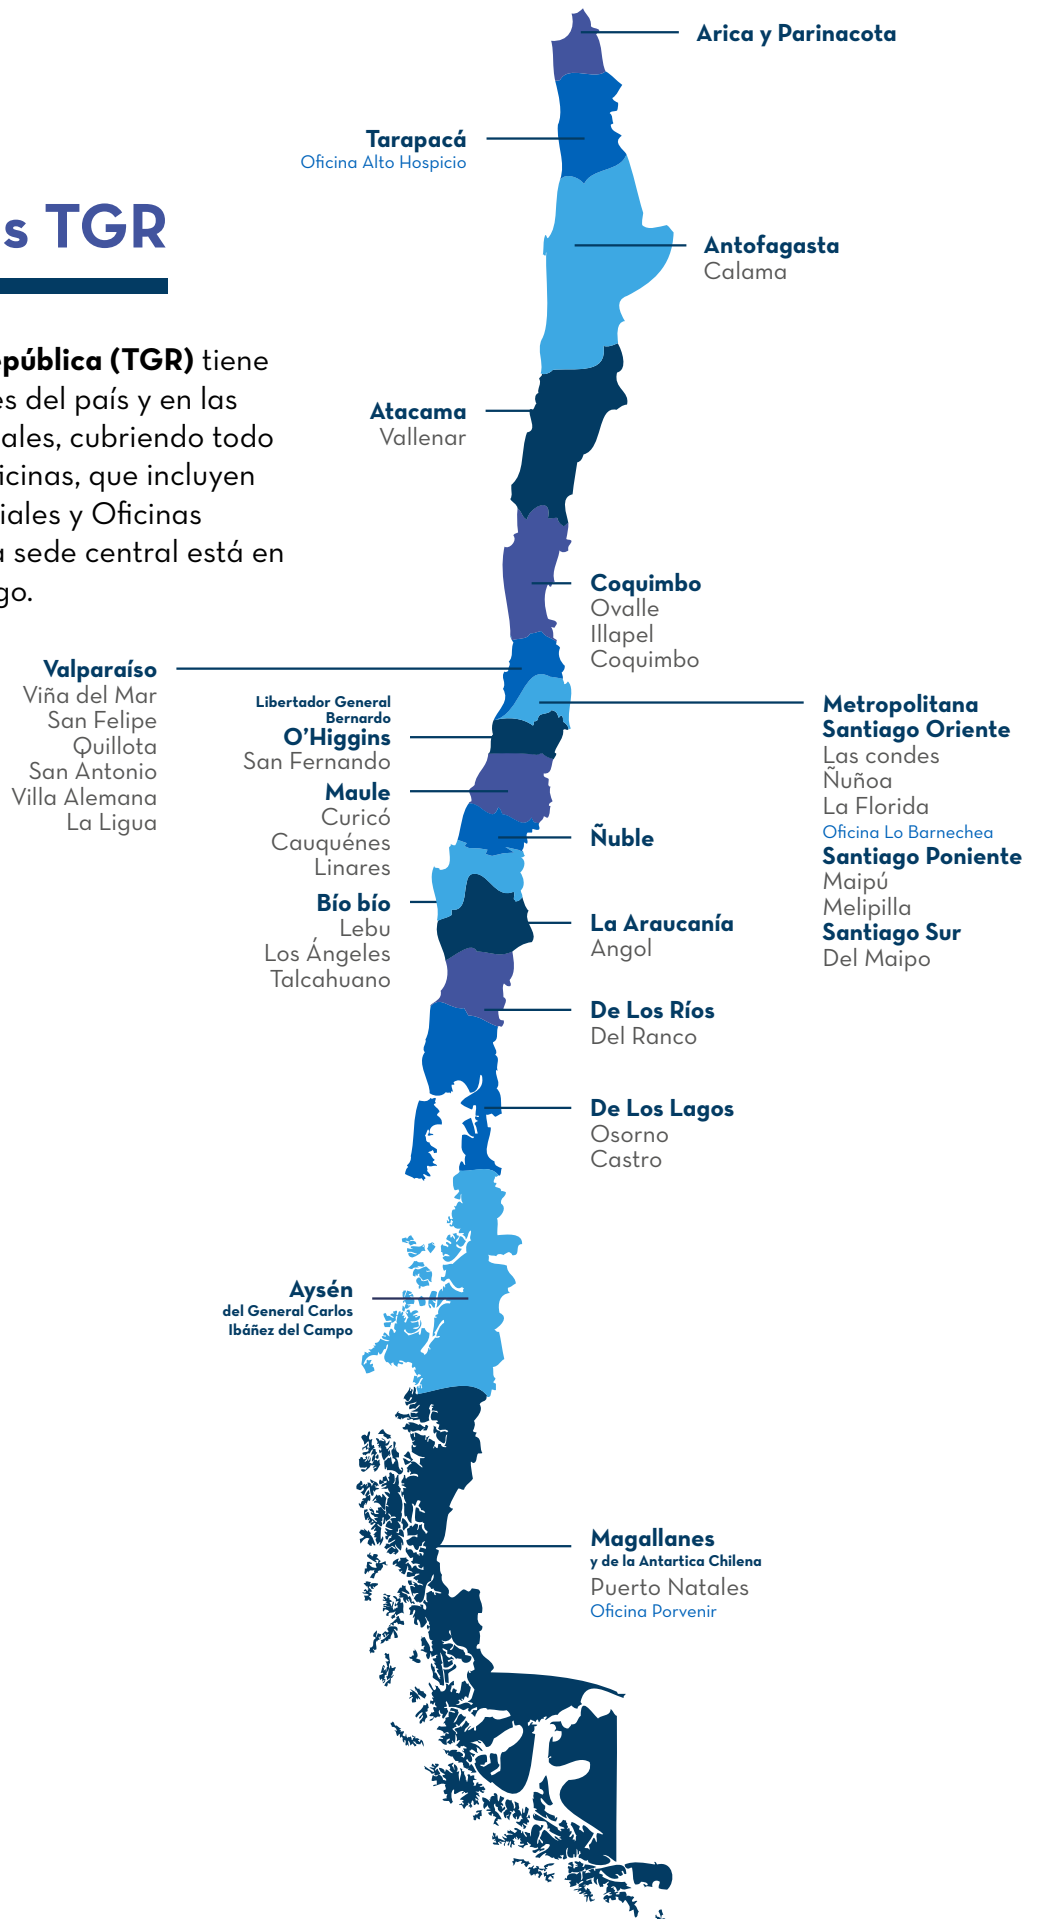 s TGR
epública (TGR) tiene
es del país y en las
ales, cubriendo todo
icinas, que incluyen
iales y Oficinas
a sede central está en
go.
Arica y Parinacota
Tarapacá
Oficina Alto Hospicio
Antofagasta
Calama
Atacama
Vallenar
Coquimbo
Ovalle
Illapel
Coquimbo
Valparaíso
Viña del Mar
San Felipe
Quillota
San Antonio
Villa Alemana
La Ligua
Libertador General
Bernardo
O'Higgins
San Fernando
Metropolitana
Santiago Oriente
Las condes
Ñuñoa
La Florida
Oficina Lo Barnechea
Santiago Poniente
Maipú
Melipilla
Santiago Sur
Del Maipo
Maule
Curicó
Cauquénes
Linares
Ñuble
Bío bío
Lebu
Los Ángeles
Talcahuano
La Araucanía
Angol
De Los Ríos
Del Ranco
De Los Lagos
Osorno
Castro
Aysén
del General Carlos
Ibáñez del Campo
Magallanes
y de la Antartica Chilena
Puerto Natales
Oficina Porvenir